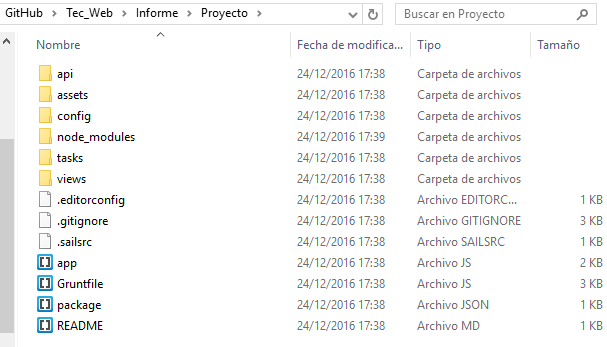 GitHub > Tec_Web > Informe > Proyecto > Buscar en Proyecto
Nombre Fecha de modifica... Tipo Tamaño
api 24/12/2016 17:38 Carpeta de archivos
assets 24/12/2016 17:38 Carpeta de archivos
config 24/12/2016 17:38 Carpeta de archivos
node_modules 24/12/2016 17:39 Carpeta de archivos
tasks 24/12/2016 17:38 Carpeta de archivos
views 24/12/2016 17:38 Carpeta de archivos
.editorconfig 24/12/2016 17:38 Archivo EDITORC... 1 KB
.gitignore 24/12/2016 17:38 Archivo GITIGNORE 3 KB
.sailsrc 24/12/2016 17:38 Archivo SAILSRC 1 KB
app 24/12/2016 17:38 Archivo JS 2 KB
Gruntfile 24/12/2016 17:38 Archivo JS 3 KB
package 24/12/2016 17:38 Archivo JSON 1 KB
README 24/12/2016 17:38 Archivo MD 1 KB